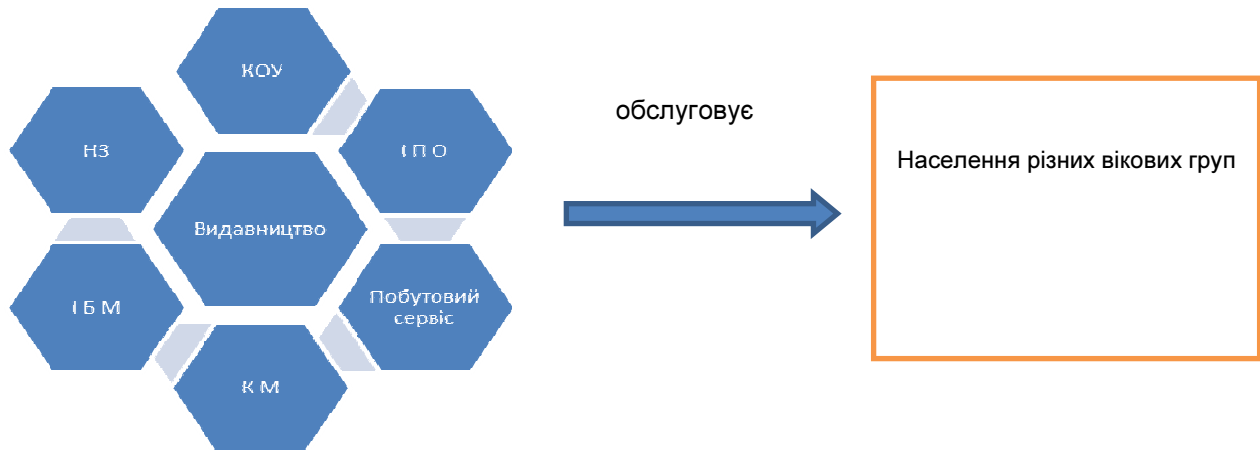 КОУ
НЗ
І П О
Видавництво
І Б М
Побутовий
сервіс
К М
обслуговує
Населення різних вікових груп